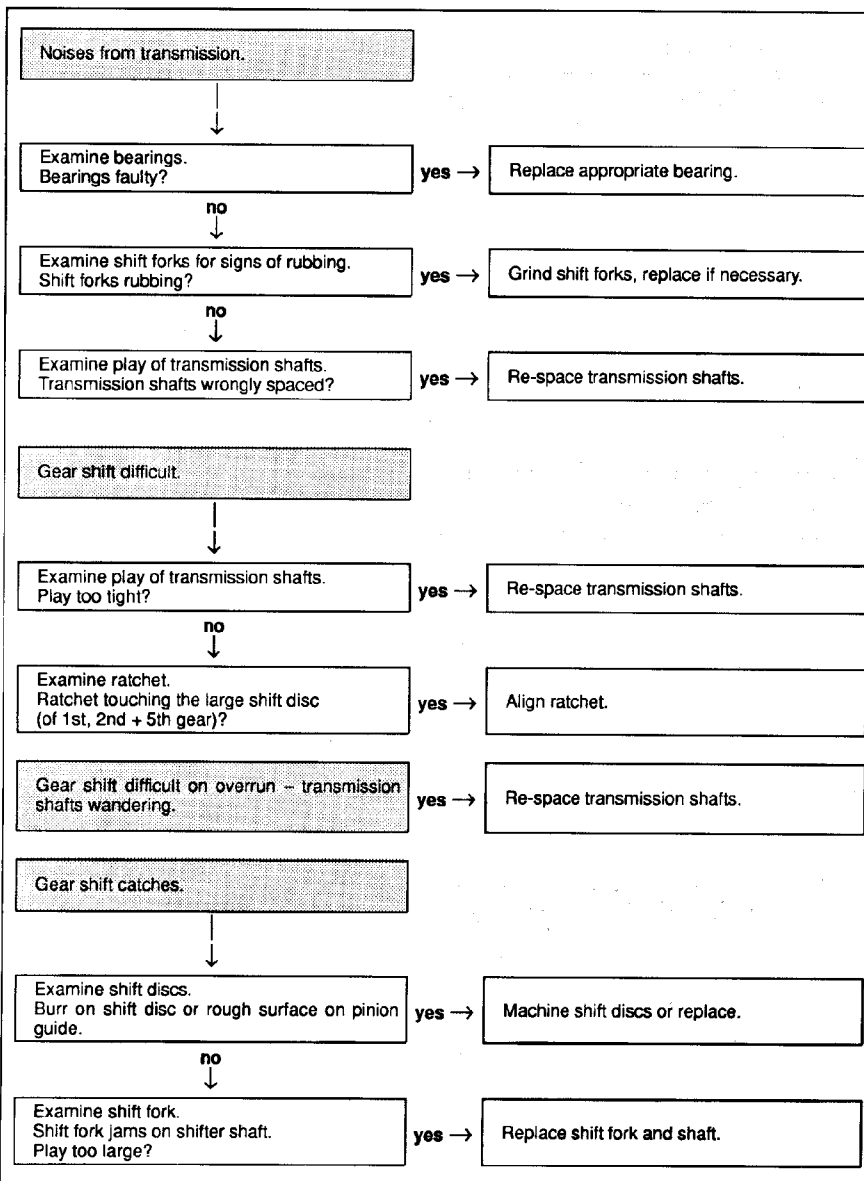 Noises from transmission.
Examine bearings.
Bearings faulty?
yes → Replace appropriate bearing.
no
Examine shift forks for signs of rubbing.
Shift forks rubbing?
yes → Grind shift forks, replace if necessary.
no
Examine play of transmission shafts.
Transmission shafts wrongly spaced?
yes → Re-space transmission shafts.
Gear shift difficult.
Examine play of transmission shafts.
Play too tight?
yes → Re-space transmission shafts.
no
Examine ratchet.
Ratchet touching the large shift disc
(of 1st, 2nd + 5th gear)?
yes → Align ratchet.
Gear shift difficult on overrun – transmission
shafts wandering.
yes → Re-space transmission shafts.
Gear shift catches.
Examine shift discs.
Burr on shift disc or rough surface on pinion
guide.
yes → Machine shift discs or replace.
no
Examine shift fork.
Shift fork jams on shifter shaft.
Play too large?
yes → Replace shift fork and shaft.